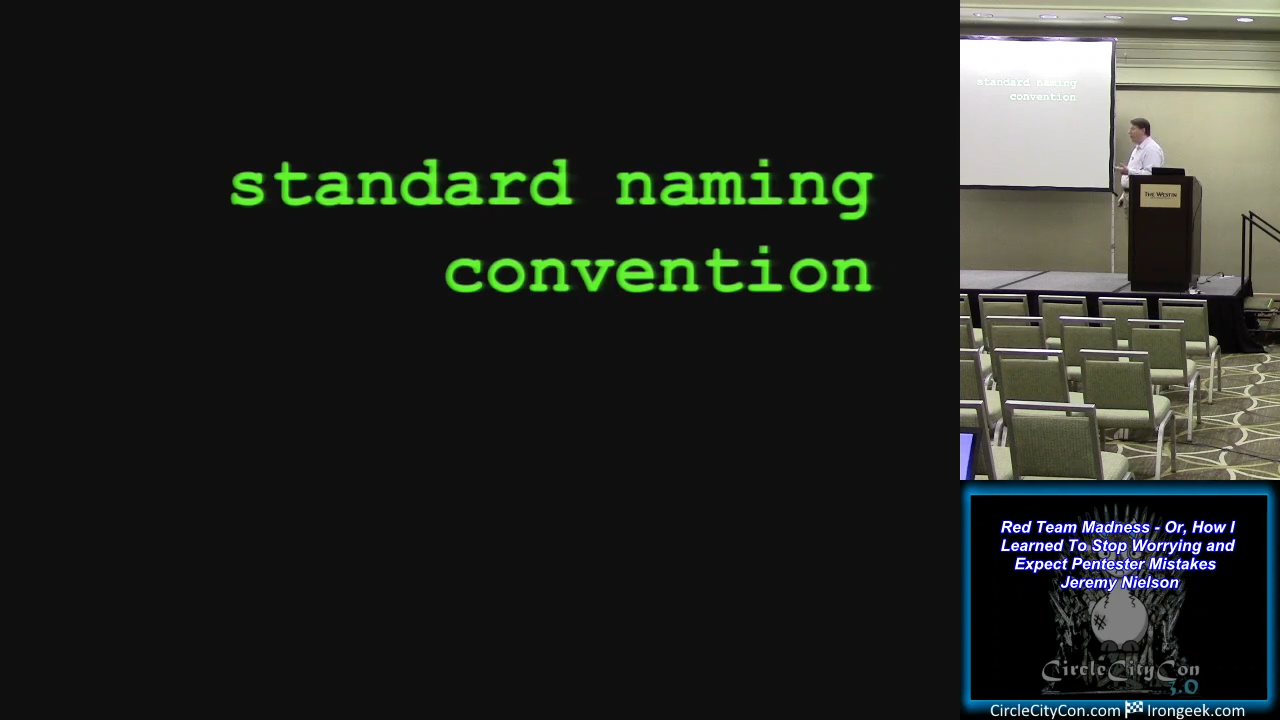 standard naming
convention
standard naming
convention
THE WESTIN
Red Team Madness - Or, How I
Learned To Stop Worrying and
Expect Pentester Mistakes
Jeremy Nielson
CircleCityCon
3.0
CircleCityCon.com Irongeek.com